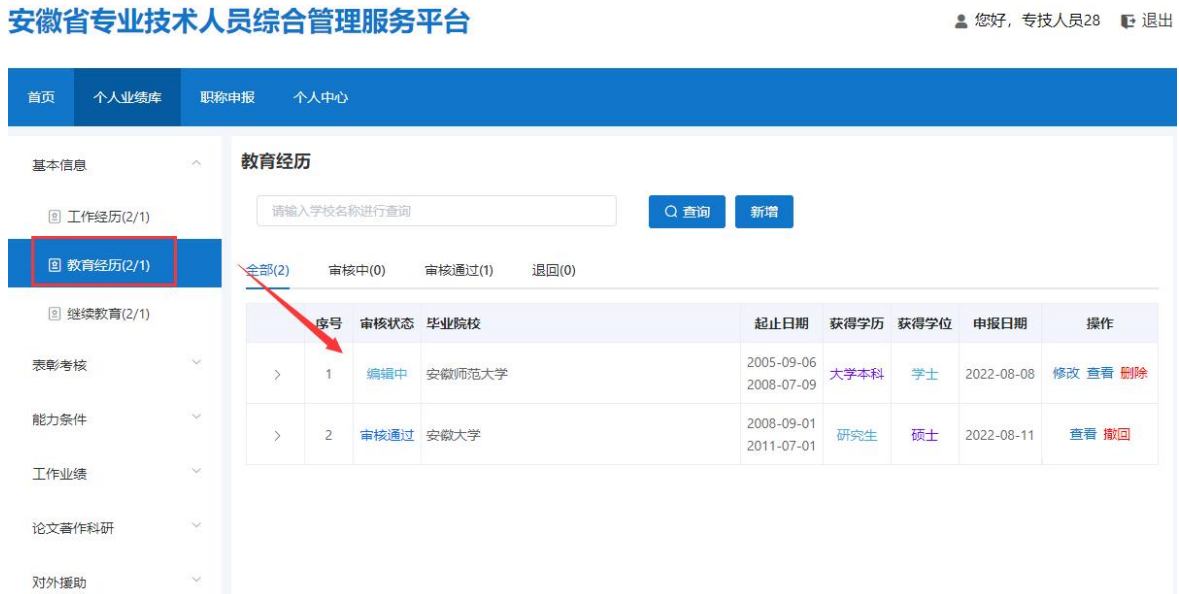 安徽省专业技术人员综合管理服务平台
您好，专技人员28 退出
首页 个人业绩库 职称申报 个人中心
基本信息
工作经历(2/1)
教育经历(2/1)
继续教育(2/1)
表彰考核
能力条件
工作业绩
论文著作科研
对外援助
教育经历
请输入学校名称进行查询 查询 新增
全部(2) 审核中(0) 审核通过(1) 退回(0)
序号 审核状态 毕业院校 起止日期 获得学历 获得学位 申报日期 操作
1 编辑中 安徽师范大学 2005-09-06 大学本科 学士 2022-08-08 修改 查看 删除
2008-07-09
2 审核通过 安徽大学 2008-09-01 研究生 硕士 2022-08-11 查看 撤回
2011-07-01